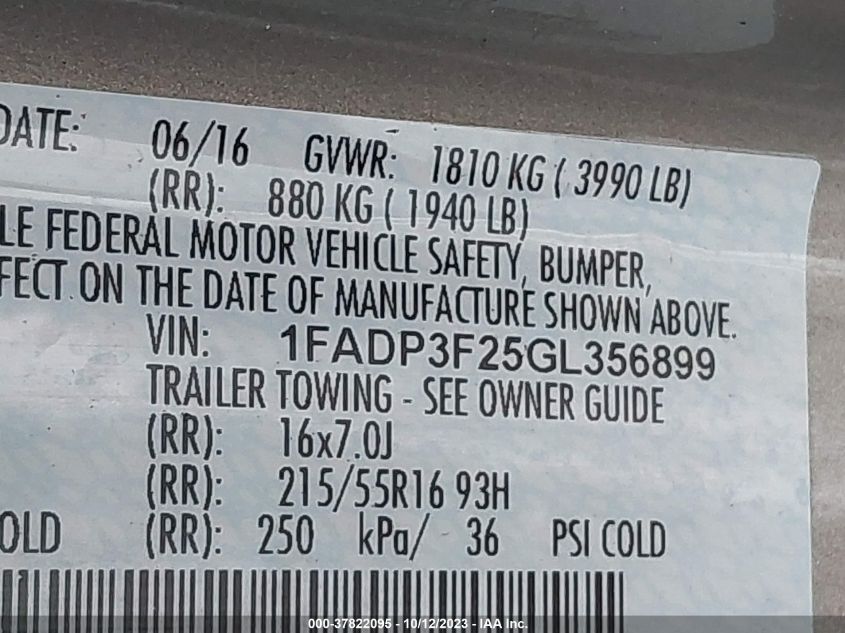 DATE: 06/16 GVWR: 1810 KG ( 3990 LB)
(RR): 880 KG ( 1940 LB)
LE FEDERAL MOTOR VEHICLE SAFETY, BUMPER,
FECT ON THE DATE OF MANUFACTURE SHOWN ABOVE.
VIN: 1FADP3F25GL356899
TRAILER TOWING - SEE OWNER GUIDE
(RR): 16x7.0J
(RR): 215/55R16 93H
OLD (RR): 250 kPa/ 36 PSI COLD
000-37822095 - 10/12/2023 - IAA Inc.